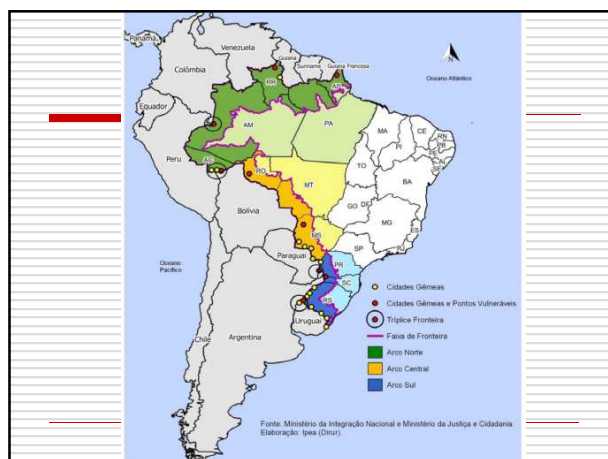 Panama
Venezuela
Guiana
Suriname
Guiana Francesa
Colômbia
Oceano Atlântico
RR
AP
Equador
AM
PA
MA
CE
RN
PB
PI
PE
AL
SE
Peru
AC
RO
TO
MT
BA
GO
DF
Bolívia
MG
ES
MS
SP
RJ
Oceano
Pacífico
Paraguai
PR
SC
RS
Uruguai
Chile
Argentina
Cidades Gêmeas
Cidades Gêmeas e Pontos Vulneráveis
Tríplice Fronteira
Faixa de Fronteira
Arco Norte
Arco Central
Arco Sul
Fonte: Ministério da Integração Nacional e Ministério da Justiça e Cidadania.
Elaboração: Ipea (Dirur).